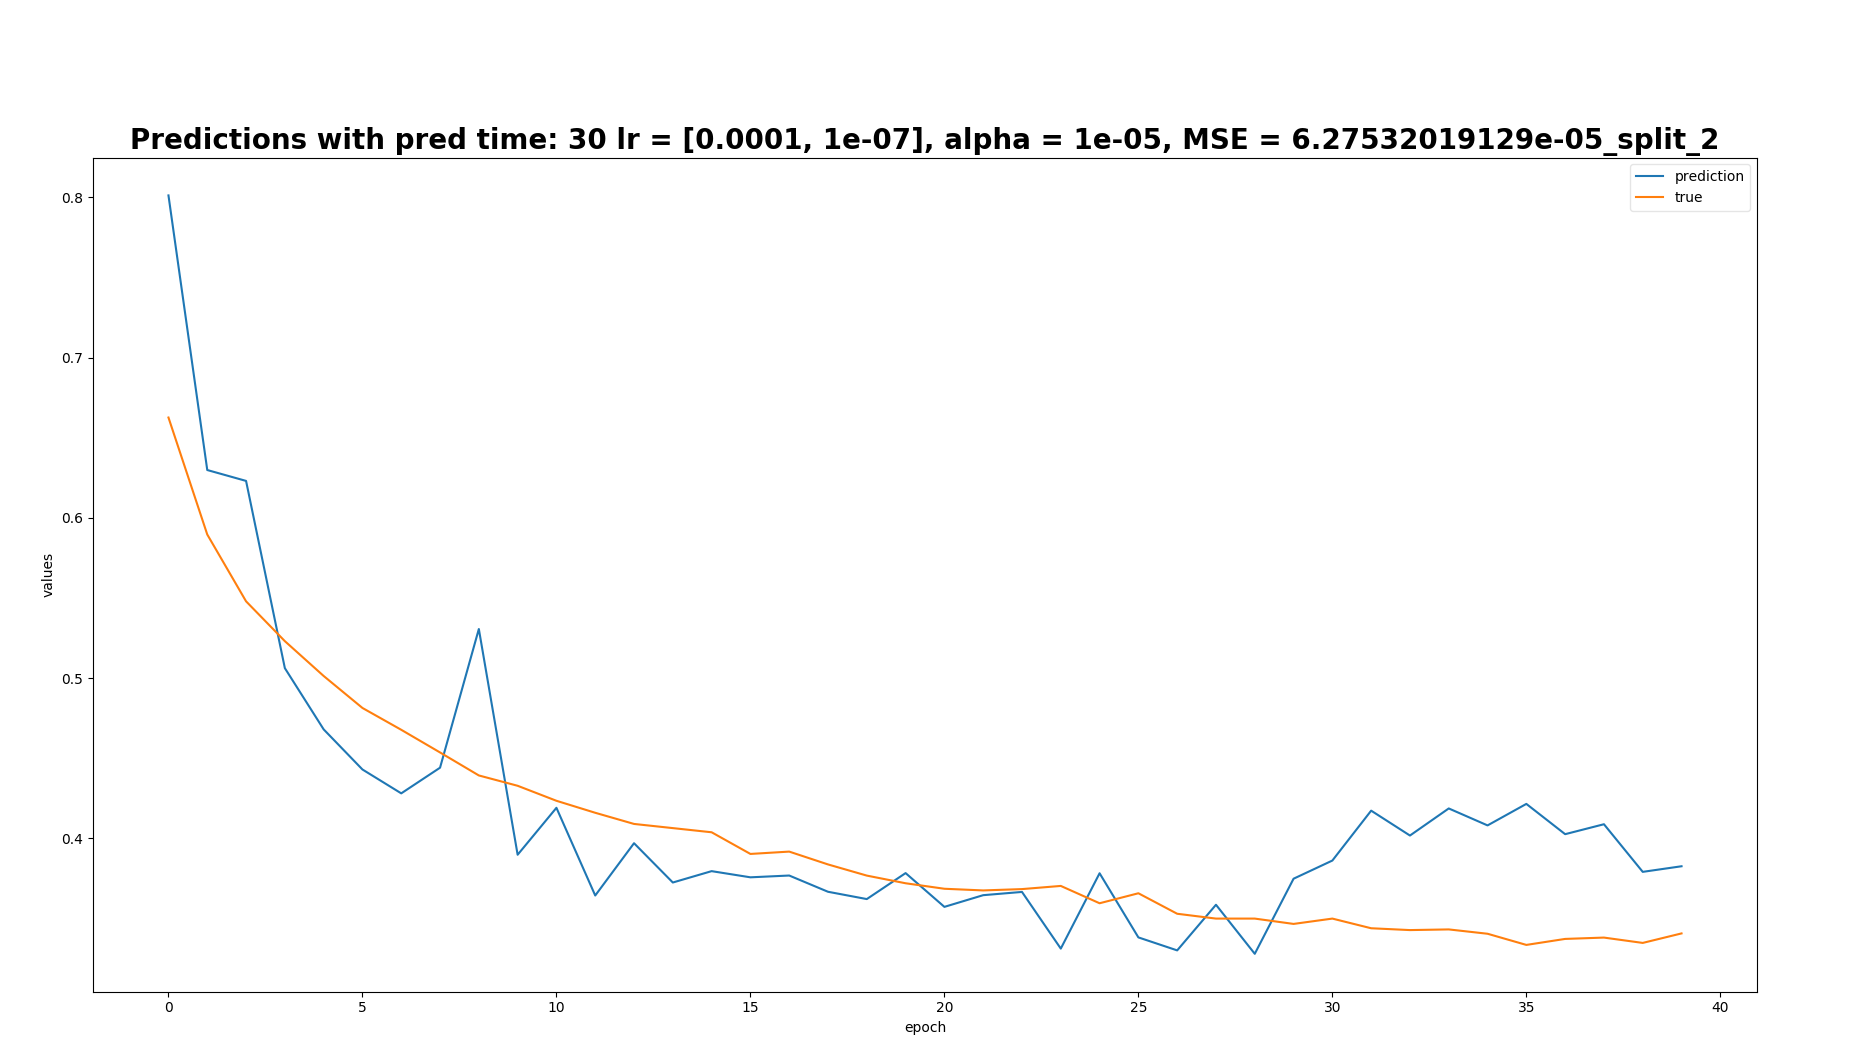 Predictions with pred time: 30 lr = [0.0001, 1e-07], alpha = 1e-05, MSE = 6.27532019129e-05_split_2
prediction
true
0.8
0.7
0.6
0.5
0.4
values
0 5 10 15 20 25 30 35 40
epoch